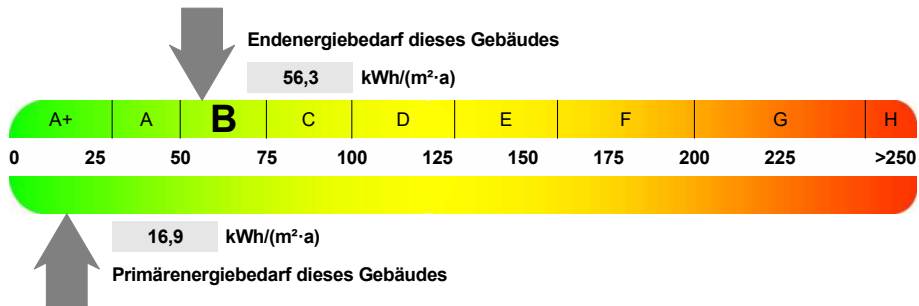 Endenergiebedarf dieses Gebäudes
56,3 kWh/(m²·a)
A+ A B C D E F G H
0 25 50 75 100 125 150 175 200 225 >250
16,9 kWh/(m²·a)
Primärenergiebedarf dieses Gebäudes